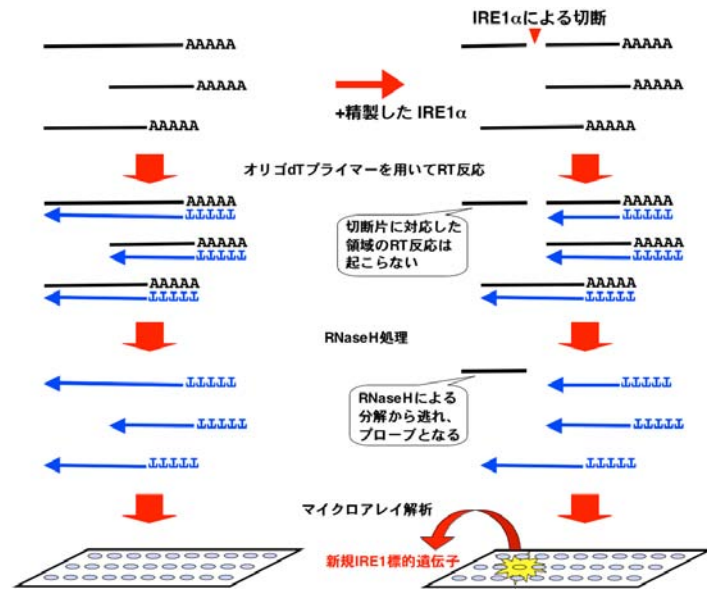 IRE1αによる切断
AAAAA
AAAAA
AAAAA
AAAAA
AAAAA
AAAAA
+精製した IRE1α
オリゴdTプライマーを用いてRT反応
AAAAA
TTTTT
AAAAA
TTTTT
AAAAA
TTTTT
切断片に対応した
領域のRT反応は
起こらない
AAAAA
TTTTT
AAAAA
TTTTT
AAAAA
TTTTT
RNaseH処理
TTTTT
TTTTT
TTTTT
RNaseHによる
分解から逃れ、
プローブとなる
TTTTT
TTTTT
TTTTT
マイクロアレイ解析
新規IRE1標的遺伝子